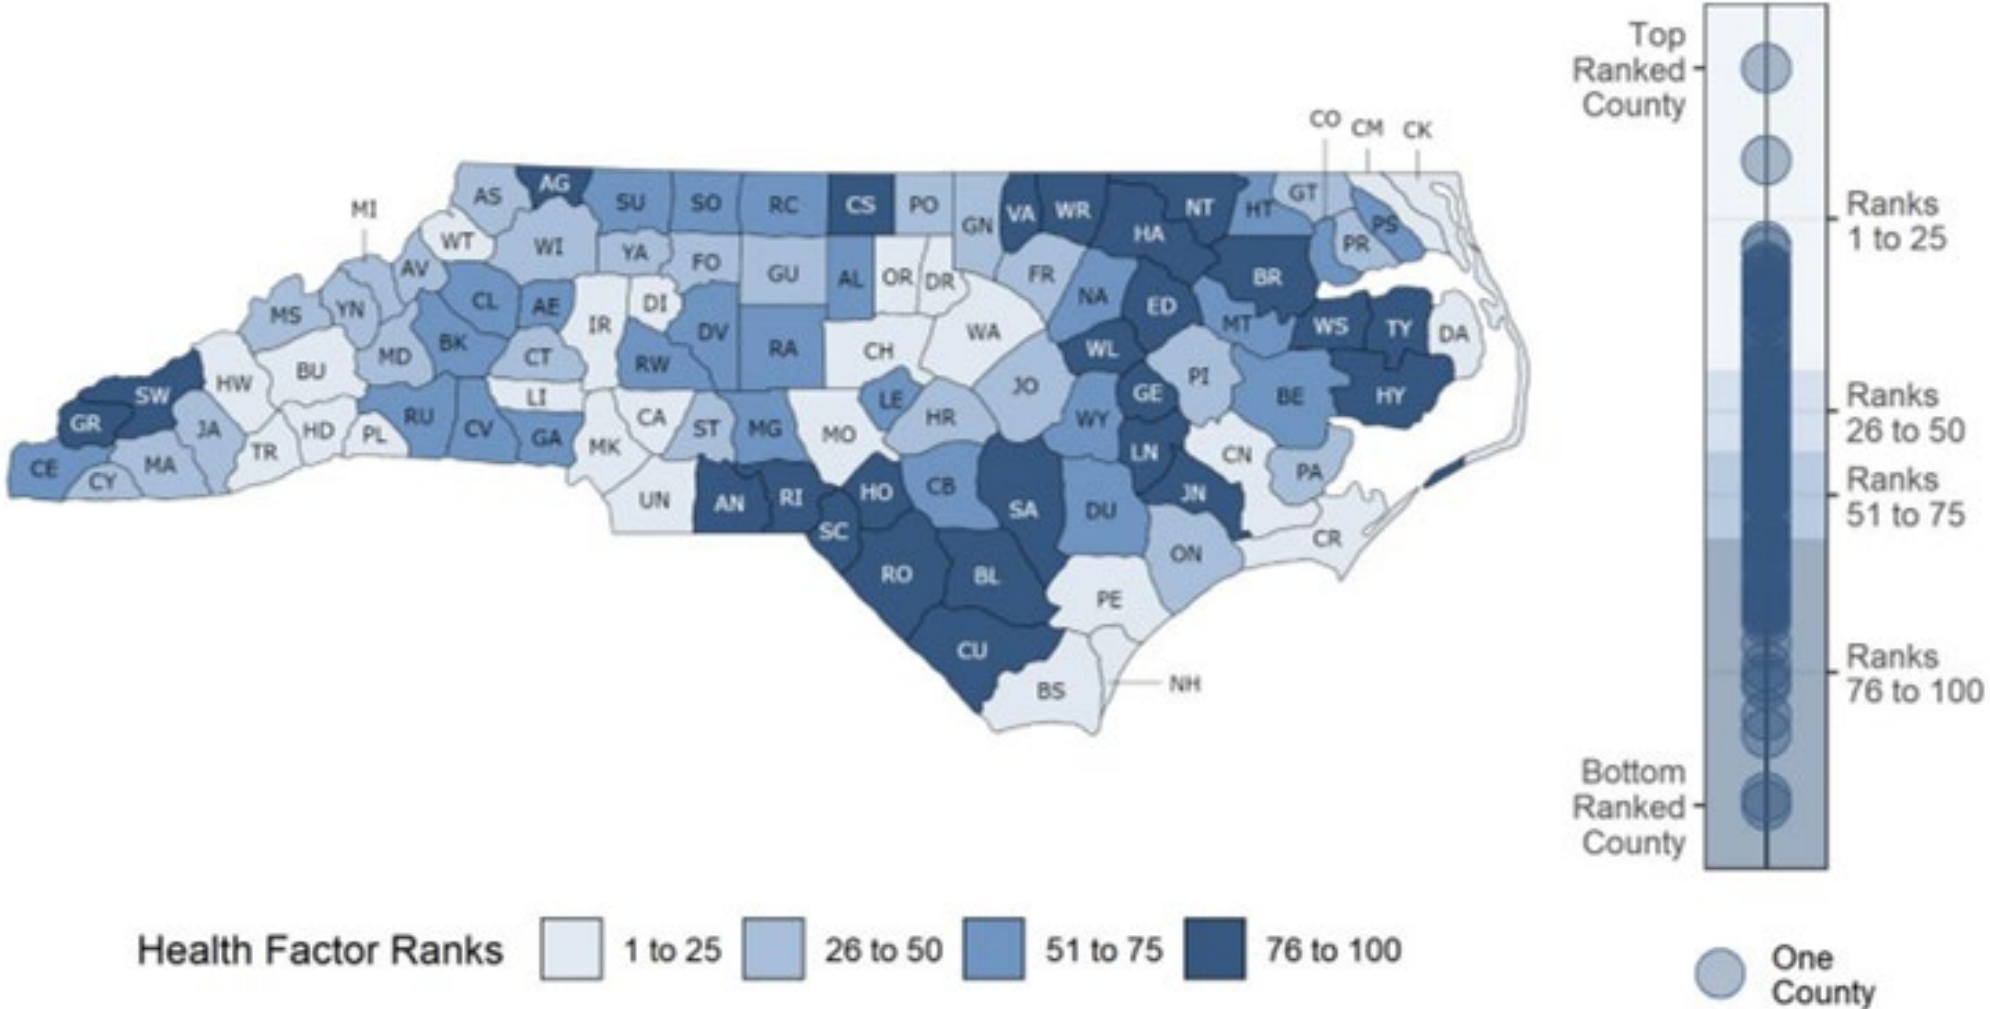 Top
Ranked
County
CO CM CK
Ranks
1 to 25
AS AG SU SO RC CS PO GN VA WR NT HT GT PS
MI WT WI YA FO GU AL OR DR FR HA BR PR
AV MS YN CL AE IR DI DV RA CH WA NA ED MT WS TY DA
Ranks
26 to 50
SW HW BU MD BK CT RW LI JO WL GE PI BE HY
GR JA TR HD PL RU CV GA MK CA ST MG MO LE HR WY LN CN PA
Ranks
51 to 75
CE CY MA UN AN RI HO CB SA DU JN
SC RO BL ON CR
PE
CU BS NH
Ranks
76 to 100
Bottom
Ranked
County
Health Factor Ranks 1 to 25 26 to 50 51 to 75 76 to 100
One
County